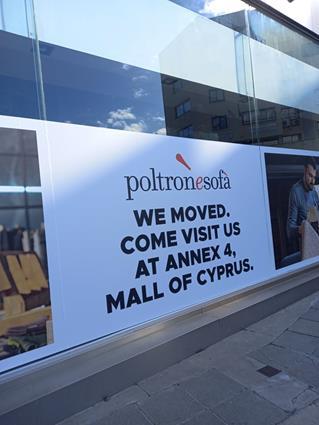 poltronesofà
WE MOVED.
COME VISIT US
AT ANNEX 4,
MALL OF CYPRUS.